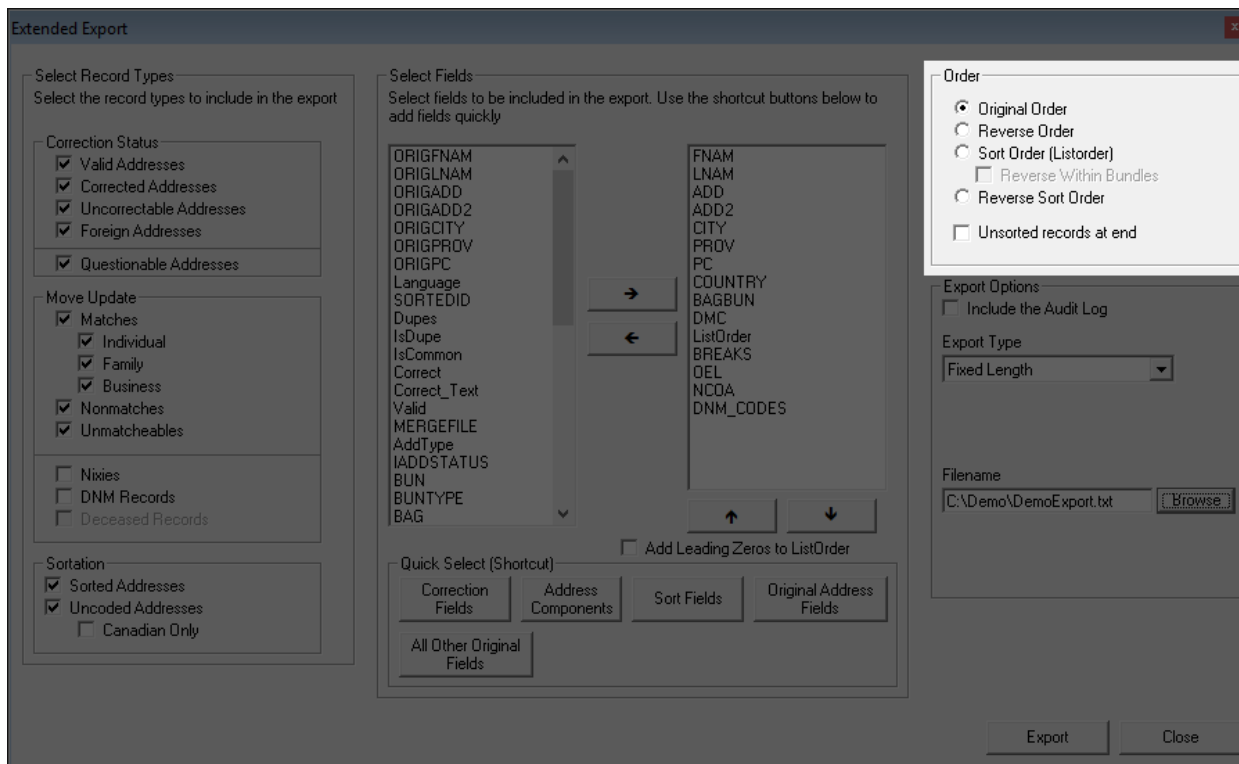 Extended Export
x
Select Record Types
Select the record types to include in the export
Correction Status
Valid Addresses
Corrected Addresses
Uncorrectable Addresses
Foreign Addresses
Questionable Addresses
Move Update
Matches
Individual
Family
Business
Nonmatches
Unmatcheables
Nixies
DNM Records
Deceased Records
Sortation
Sorted Addresses
Uncoded Addresses
Canadian Only
Select Fields
Select fields to be included in the export. Use the shortcut buttons below to
add fields quickly
ORIGFNAM
ORIGLNAM
ORIGADD
ORIGADD2
ORIGCITY
ORIGPROV
ORIGPC
Language
SORTEDID
Dupes
IsDupe
IsCommon
Correct
Correct_Text
Valid
MERGEFILE
AddType
IADDSTATUS
BUN
BUNTYPE
BAG
FNAM
LNAM
ADD
ADD2
CITY
PROV
PC
COUNTRY
BAGBUN
DMC
ListOrder
BREAKS
OEL
NCOA
DNM_CODES
Add Leading Zeros to ListOrder
Quick Select (Shortcut)
Correction
Fields
Address
Components
Sort Fields
Original Address
Fields
All Other Original
Fields
Order
Original Order
Reverse Order
Sort Order (Listorder)
Reverse Within Bundles
Reverse Sort Order
Unsorted records at end
Export Options
Include the Audit Log
Export Type
Fixed Length
Filename
C:\Demo\DemoExport.txt
Browse
Export
Close